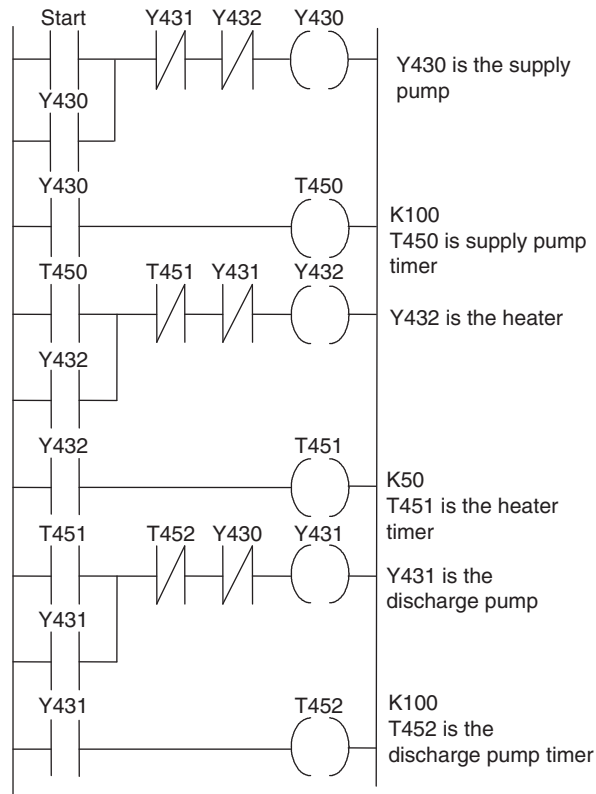 Start Y431 Y432 Y430
Y430 is the supply
pump
Y430
Y430 T450
K100
T450 is supply pump
timer
T450 T451 Y431 Y432
Y432 is the heater
Y432
Y432 T451
K50
T451 is the heater
timer
T451 T452 Y430 Y431
Y431 is the
discharge pump
Y431
Y431 T452
K100
T452 is the
discharge pump timer